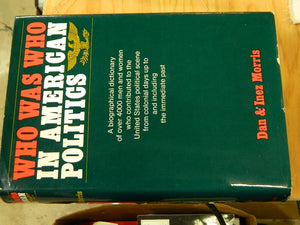 WHO WAS WHO
IN AMERICAN
POLITICS
A biographical dictionary
of over 4000 men and women
who contributed to the
United States political scene
from colonial days up to
and including
the immediate past
Dan & Inez Morris